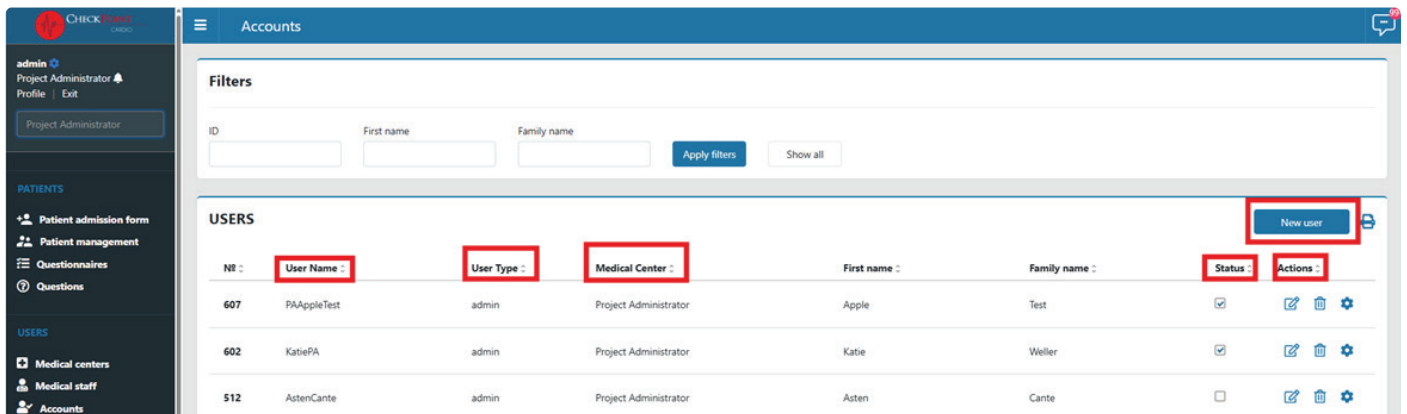 CHECKPOINT
CARDIO
Accounts
99
admin
Project Administrator
Profile | Exit
Project Administrator
PATIENTS
Patient admission form
Patient management
Questionnaires
Questions
USERS
Medical centers
Medical staff
Accounts
Filters
ID First name Family name
Apply filters Show all
USERS
New user
№ User Name User Type Medical Center First name Family name Status Actions
607 PAAppleTest admin Project Administrator Apple Test
602 KatiePA admin Project Administrator Katie Weller
512 AstenCante admin Project Administrator Asten Cante